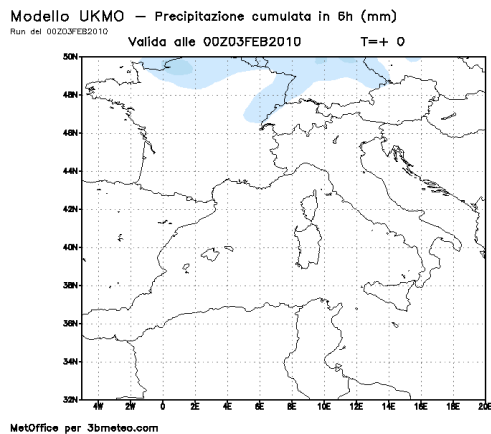 Modello UKMO – Precipitazione cumulata in 6h (mm)
Run del 00Z03FEB2010
Valida alle 00Z03FEB2010 T=+ 0
50N
48N
46N
44N
42N
40N
38N
36N
34N
32N
4W 2W 0 2E 4E 6E 8E 10E 12E 14E 16E 18E 20E
MetOffice per 3bmeteo.com